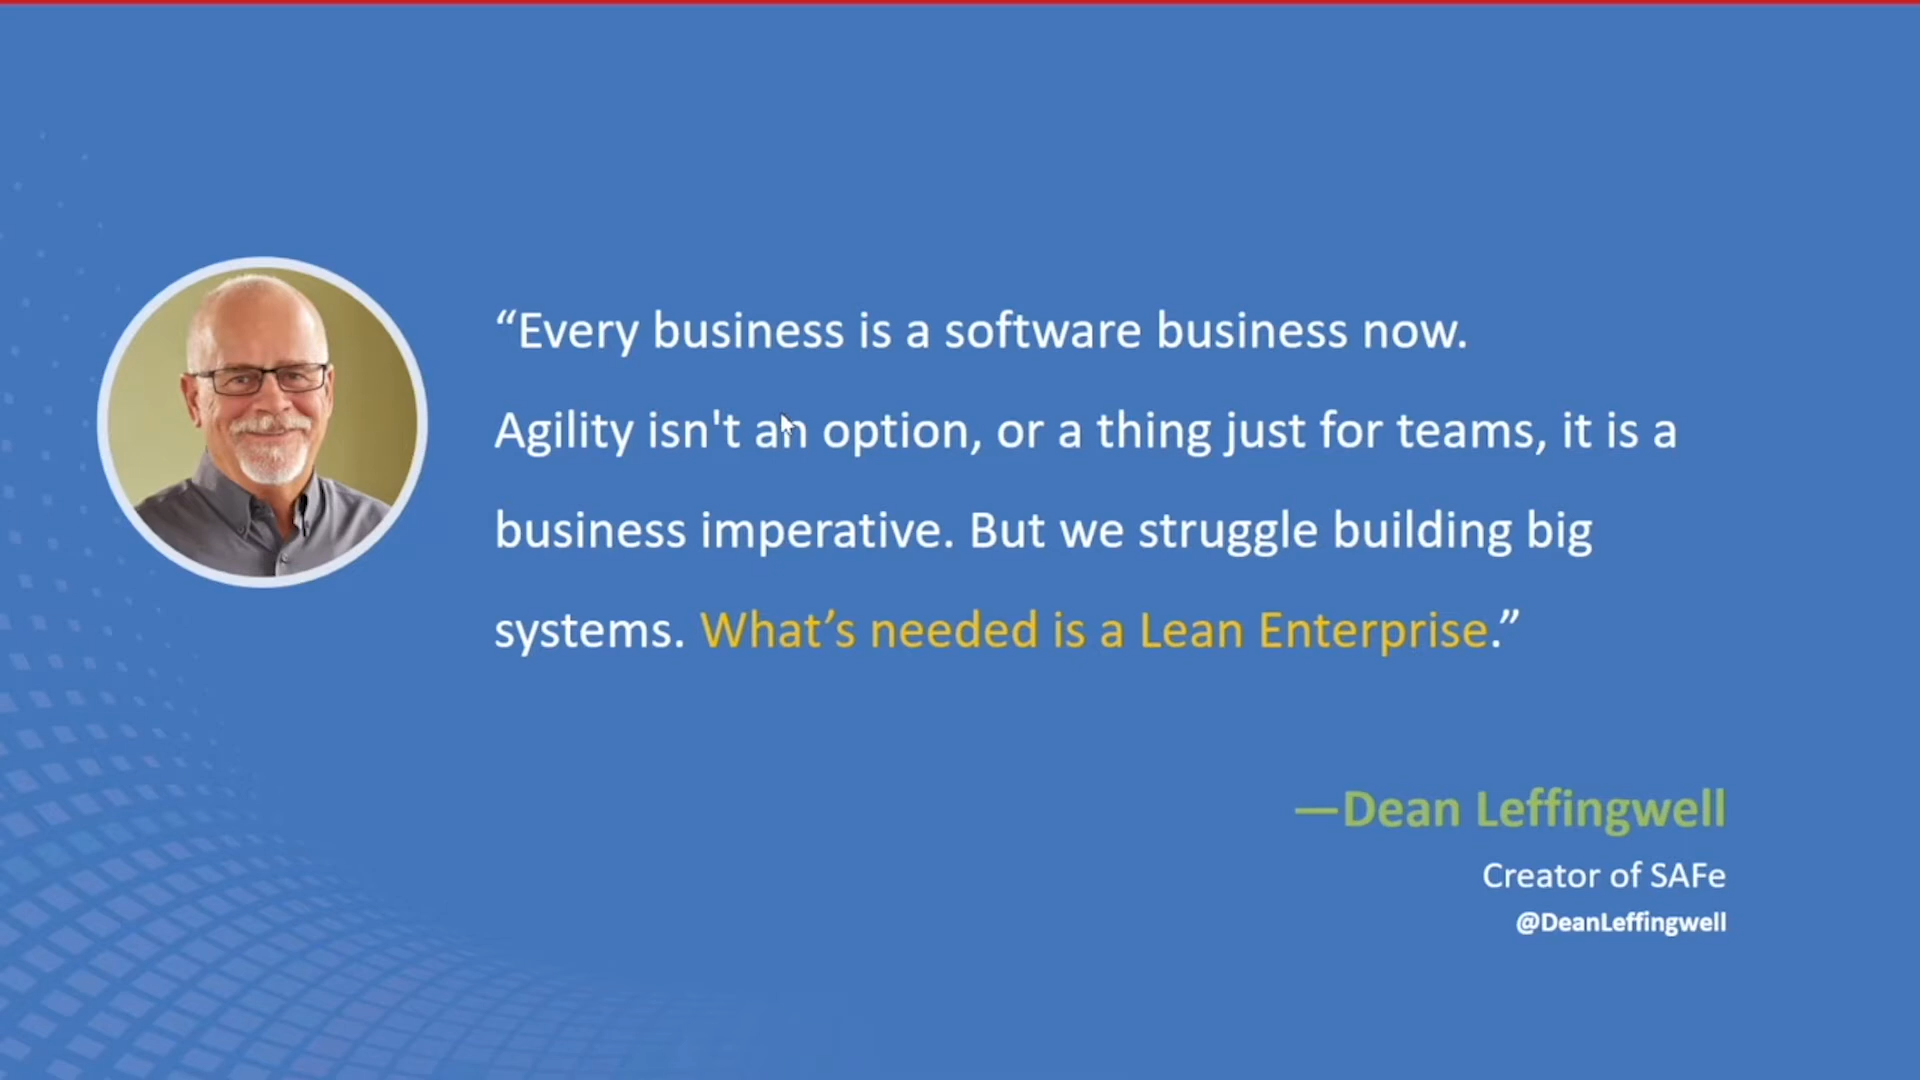 “Every business is a software business now.
Agility isn't an option, or a thing just for teams, it is a
business imperative. But we struggle building big
systems. What’s needed is a Lean Enterprise.”
—Dean Leffingwell
Creator of SAFe
@DeanLeffingwell